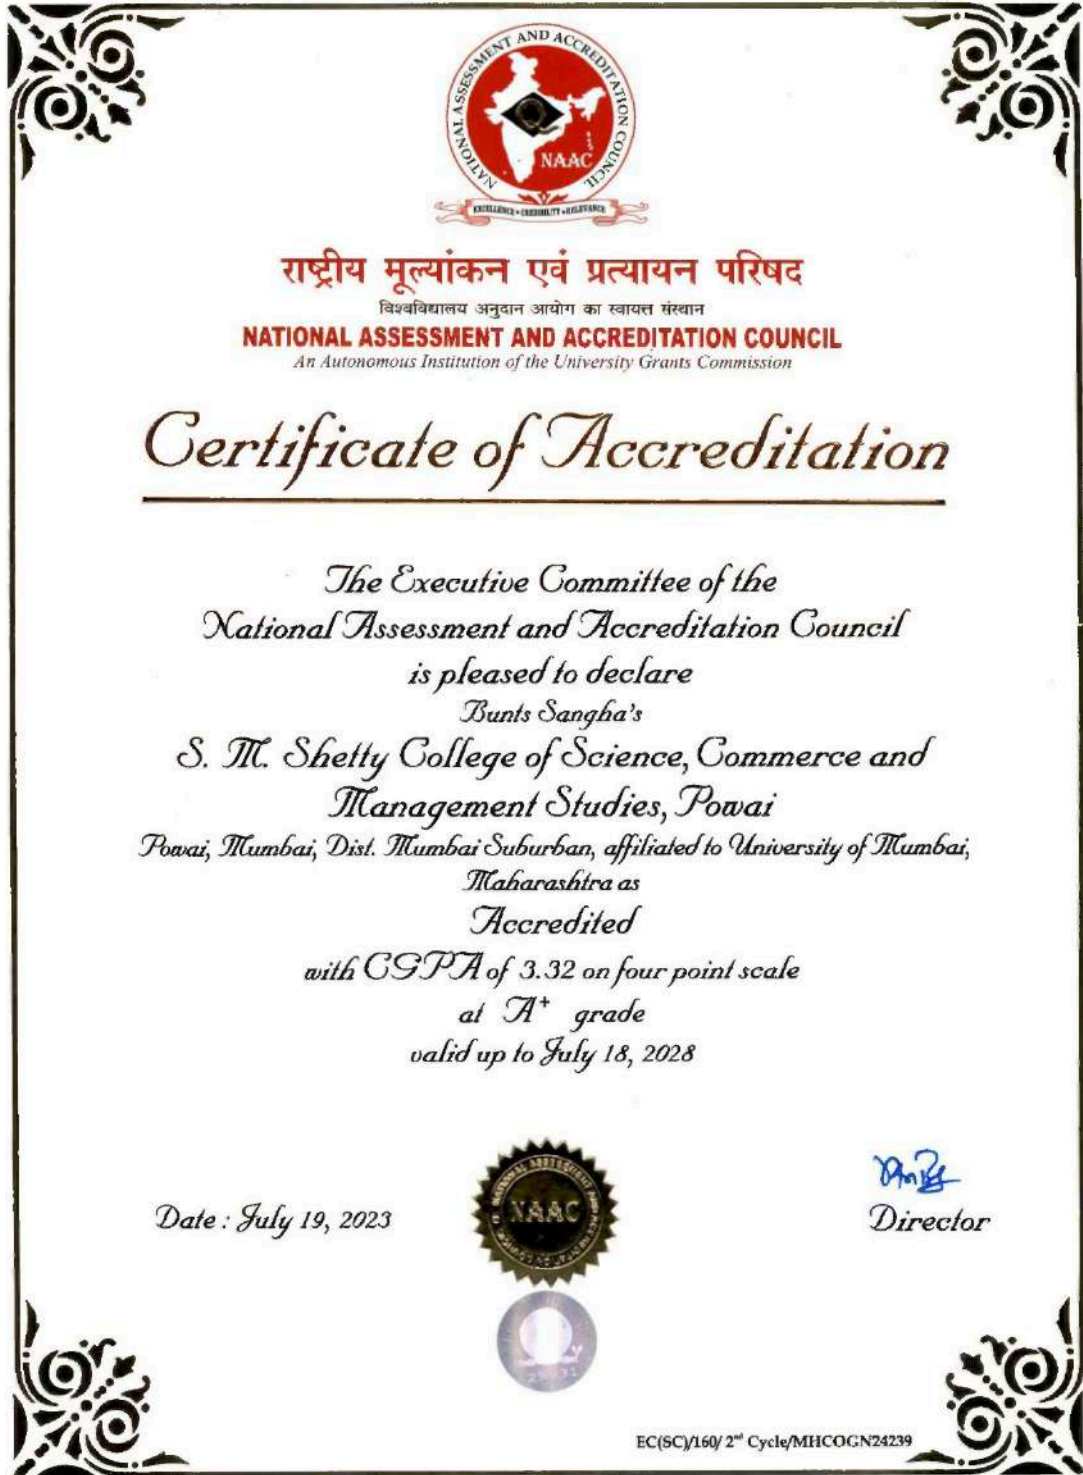 NATIONAL ASSESSMENT AND ACCREDITATION COUNCIL
NAAC
EXCELLENCE • CREDIBILITY • RELEVANCE
राष्ट्रीय मूल्यांकन एवं प्रत्यायन परिषद
विश्वविद्यालय अनुदान आयोग का स्वायत्त संस्थान
NATIONAL ASSESSMENT AND ACCREDITATION COUNCIL
An Autonomous Institution of the University Grants Commission
Certificate of Accreditation
The Executive Committee of the
National Assessment and Accreditation Council
is pleased to declare
Bunts Sangha's
S. M. Shetty College of Science, Commerce and
Management Studies, Powai
Powai, Mumbai, Dist. Mumbai Suburban, affiliated to University of Mumbai,
Maharashtra as
Accredited
with CGPA of 3.32 on four point scale
at A+ grade
valid up to July 18, 2028
NAAC
Date : July 19, 2023
Director
EC(SC)/160/ 2nd Cycle/MHCOGN24239